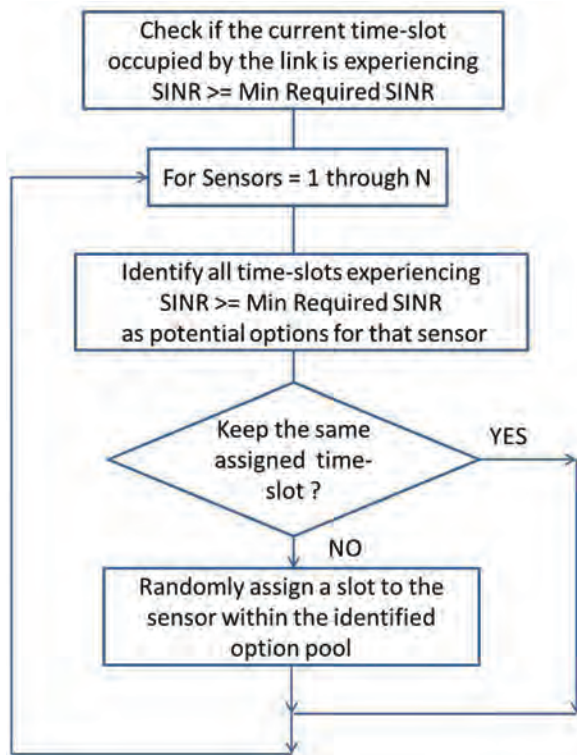 Check if the current time-slot
occupied by the link is experiencing
SINR >= Min Required SINR
For Sensors = 1 through N
Identify all time-slots experiencing
SINR >= Min Required SINR
as potential options for that sensor
Keep the same
assigned time-
slot ?
YES
NO
Randomly assign a slot to the
sensor within the identified
option pool